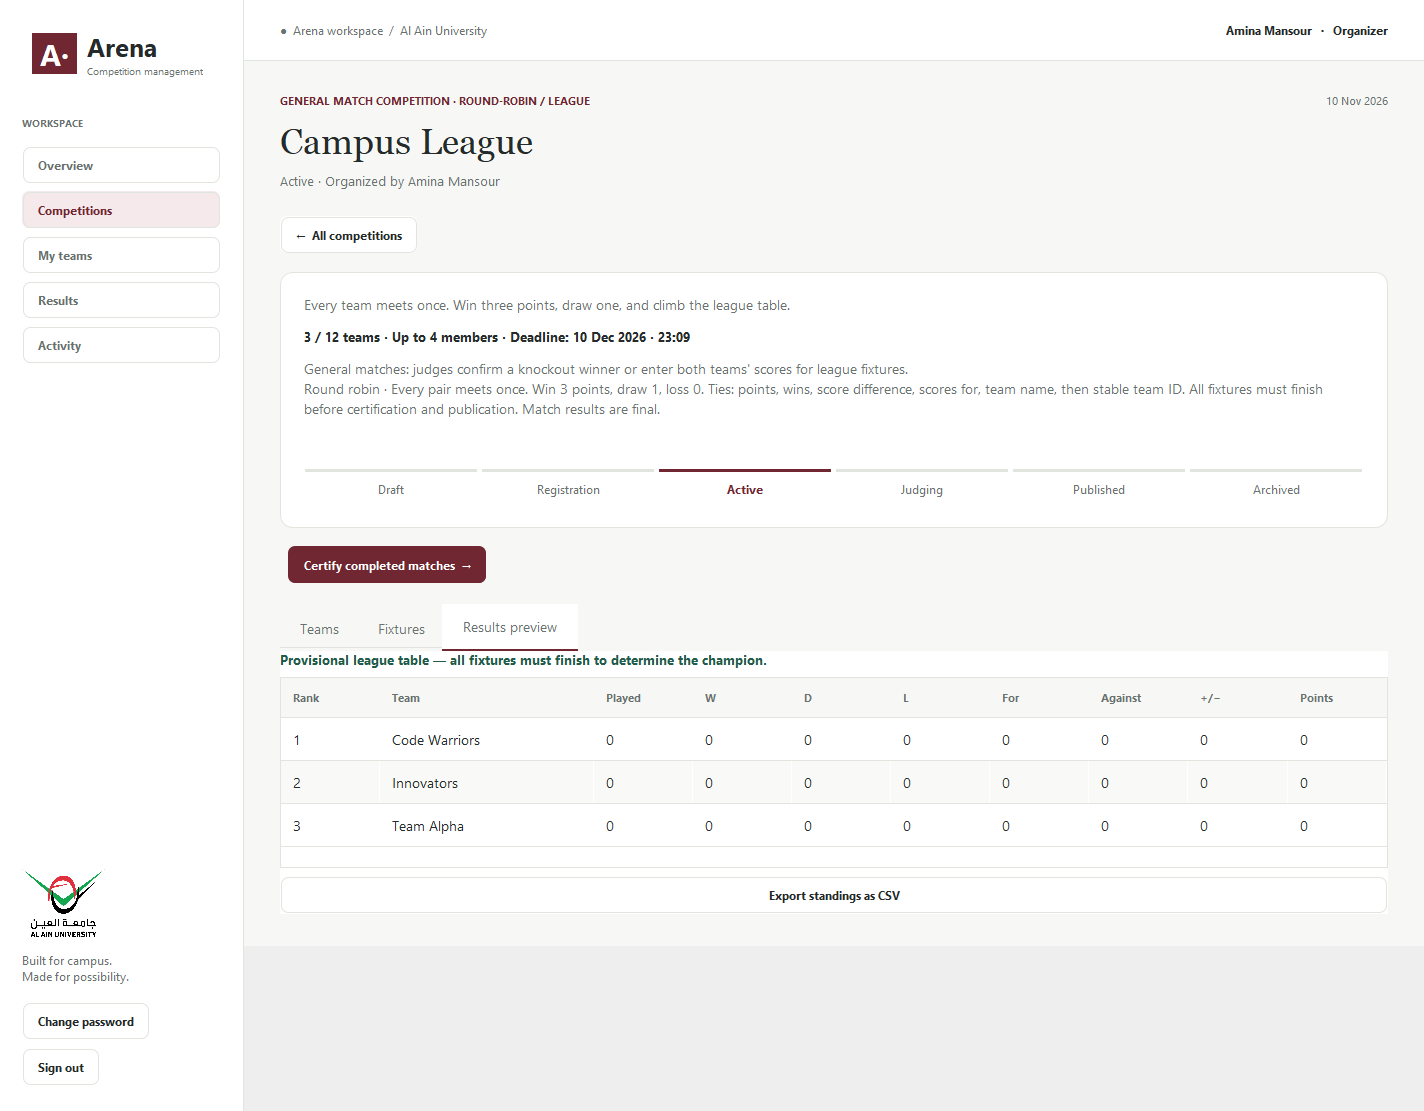 A·
Arena
Competition management
WORKSPACE
Overview
Competitions
My teams
Results
Activity
جامعة العين
AL AIN UNIVERSITY
Built for campus.
Made for possibility.
Change password
Sign out
● Arena workspace / Al Ain University
Amina Mansour · Organizer
GENERAL MATCH COMPETITION · ROUND-ROBIN / LEAGUE
10 Nov 2026
Campus League
Active · Organized by Amina Mansour
← All competitions
Every team meets once. Win three points, draw one, and climb the league table.
3 / 12 teams · Up to 4 members · Deadline: 10 Dec 2026 · 23:09
General matches: judges confirm a knockout winner or enter both teams' scores for league fixtures.
Round robin · Every pair meets once. Win 3 points, draw 1, loss 0. Ties: points, wins, score difference, scores for, team name, then stable team ID. All fixtures must finish
before certification and publication. Match results are final.
Draft Registration Active Judging Published Archived
Certify completed matches →
Teams Fixtures Results preview
Provisional league table — all fixtures must finish to determine the champion.
Rank Team Played W D L For Against +/− Points
1 Code Warriors 0 0 0 0 0 0 0 0
2 Innovators 0 0 0 0 0 0 0 0
3 Team Alpha 0 0 0 0 0 0 0 0
Export standings as CSV